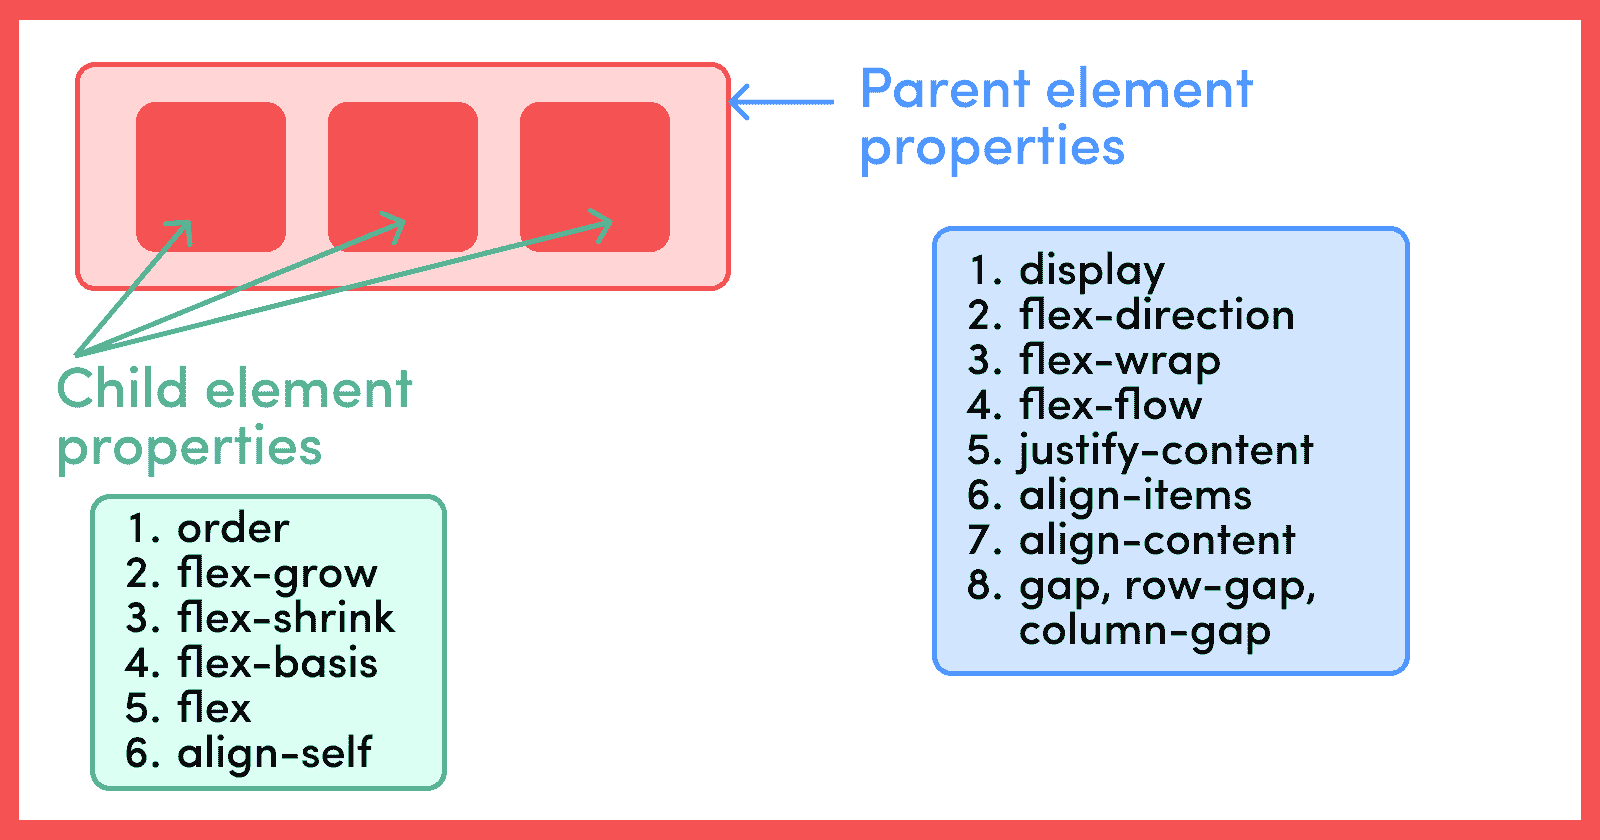 Parent element
properties
1. display
2. flex-direction
3. flex-wrap
4. flex-flow
5. justify-content
6. align-items
7. align-content
8. gap, row-gap,
column-gap
Child element
properties
1. order
2. flex-grow
3. flex-shrink
4. flex-basis
5. flex
6. align-self